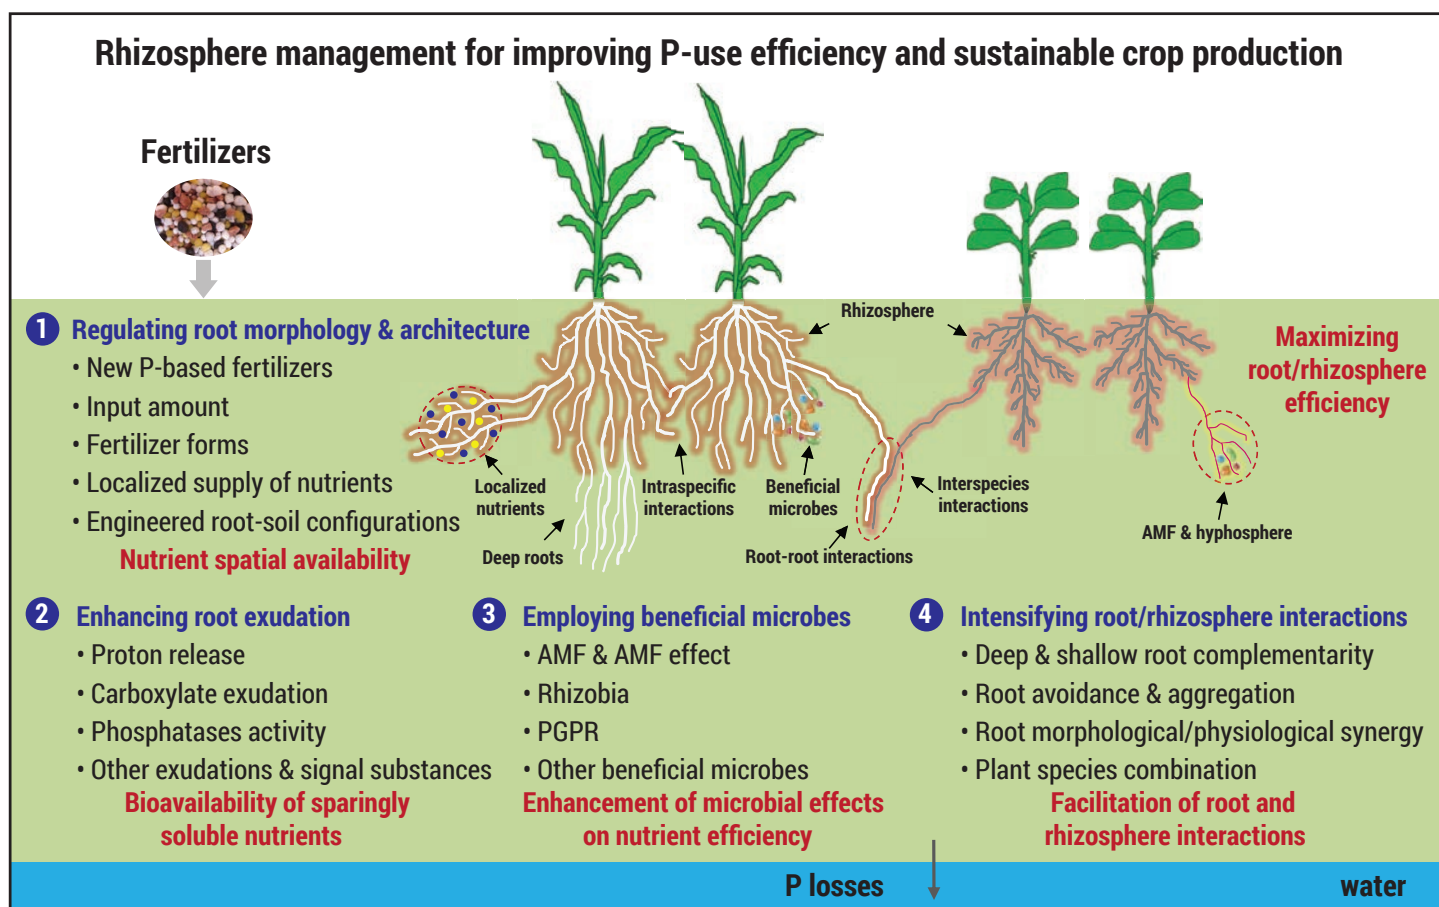 Rhizosphere management for improving P-use efficiency and sustainable crop production
Fertilizers
Rhizosphere
Maximizing
root/rhizosphere
efficiency
1 Regulating root morphology & architecture
• New P-based fertilizers
• Input amount
• Fertilizer forms
• Localized supply of nutrients
• Engineered root-soil configurations
Nutrient spatial availability
Localized
nutrients
Deep roots
Intraspecific
interactions
Beneficial
microbes
Root-root interactions
Interspecies
interactions
AMF & hyphosphere
2 Enhancing root exudation
• Proton release
• Carboxylate exudation
• Phosphatases activity
• Other exudations & signal substances
Bioavailability of sparingly
soluble nutrients
3 Employing beneficial microbes
• AMF & AMF effect
• Rhizobia
• PGPR
• Other beneficial microbes
Enhancement of microbial effects
on nutrient efficiency
4 Intensifying root/rhizosphere interactions
• Deep & shallow root complementarity
• Root avoidance & aggregation
• Root morphological/physiological synergy
• Plant species combination
Facilitation of root and
rhizosphere interactions
P losses
water